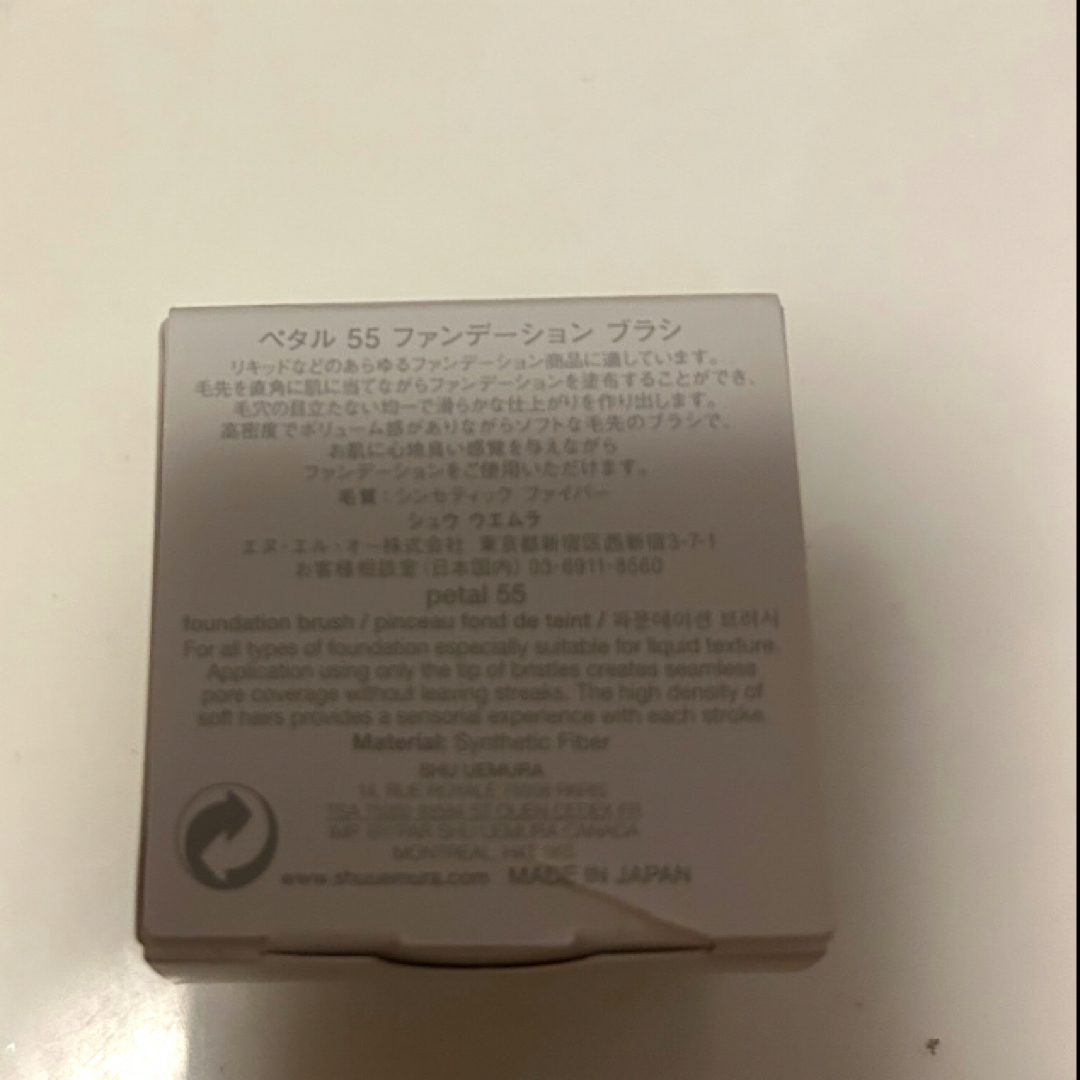 ペタル 55 ファンデーション ブラシ
リキッドなどのあらゆるファンデーション商品に適しています。
毛先を直角に肌に当てながらファンデーションを塗布することができ、
毛穴の目立たない均一で滑らかな仕上がりを作り出します。
高密度でボリューム感がありながらソフトな毛先のブラシで、
お肌に心地良い感覚を与えながら
ファンデーションをご使用いただけます。
毛質：シンセティック ファイバー
シュウ ウエムラ
エヌ・エル・オー株式会社 東京都新宿区西新宿3-7-1
お客様相談室(日本国内) 03-6911-8560
petal 55
foundation brush / pinceau fond de teint / 파운데이션 브러시
For all types of foundation especially suitable for liquid texture.
Application using only the tip of bristles creates seamless
pore coverage without leaving streaks. The high density of
soft hairs provides a sensorial experience with each stroke.
Material: Synthetic Fiber
SHU UEMURA
14, RUE ROYALE 75008 PARIS
ST OUEN CEDEX FR
IMP. BY/PAR SHU UEMURA CANADA
MONTREAL,
www.shuuemura.com MADE IN JAPAN